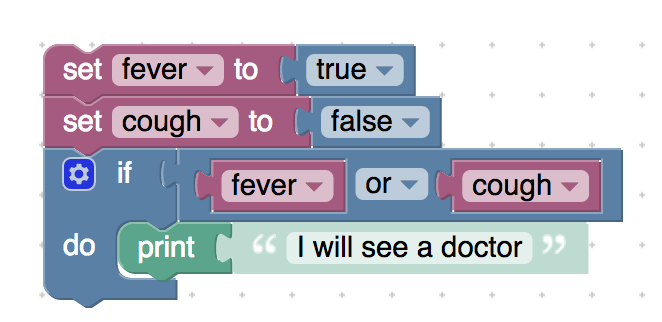 set fever to true
set cough to false
if fever or cough
do print “ I will see a doctor ”